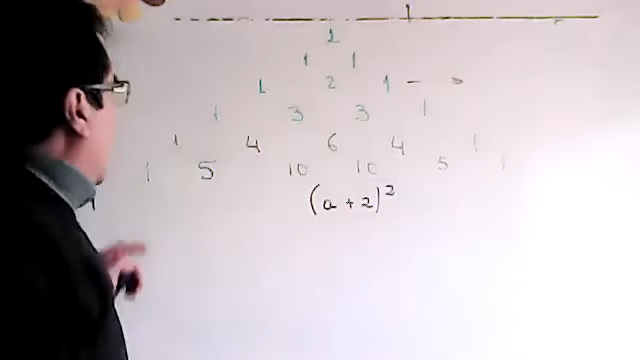 1
1 1
1 2 1 →
1 3 3 1
1 4 6 4 1
1 5 10 10 5 1
(a + 2)²